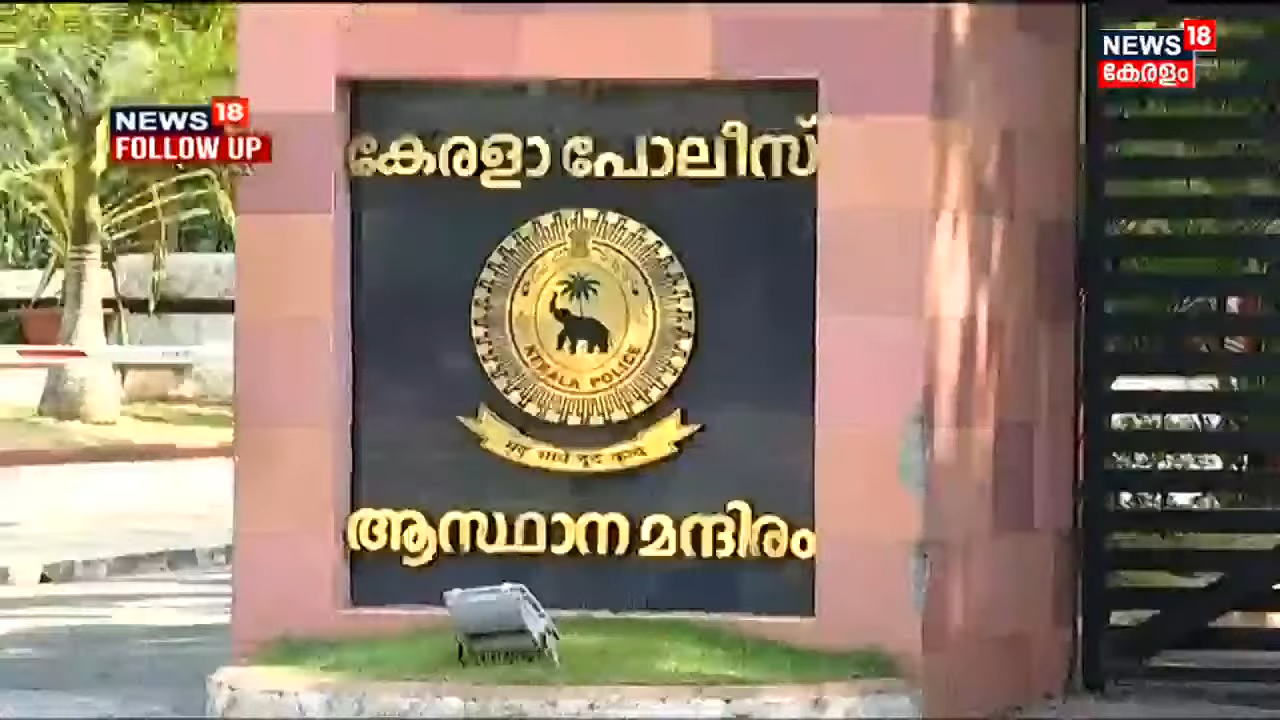 NEWS 18
കേരളം
NEWS 18
FOLLOW UP
കേരളാ പോലീസ്
KERALA POLICE
ആസ്ഥാന മന്ദിരം